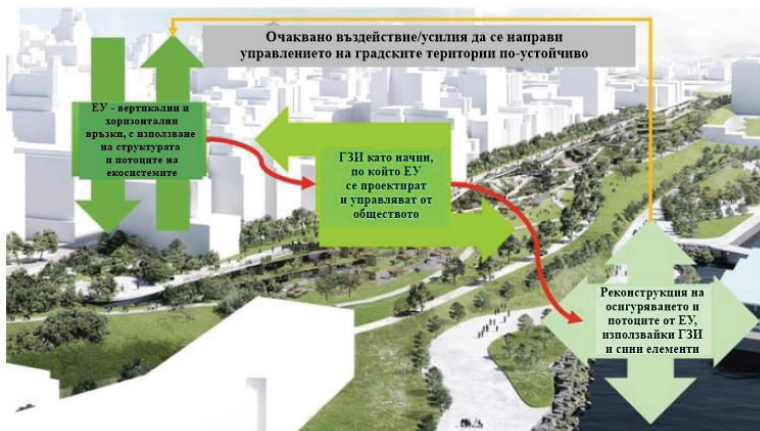 Очаквано въздействие/усилия да се направи
управлението на градските територии по-устойчиво
ЕУ - вертикални и
хоризонтални
връзки, с използване
на структурата
и потоците на
екосистемите
ГЗИ като начин,
по който ЕУ
се проектират
и управляват от
обществото
Реконструкция на
осигуряването и
потоците от ЕУ,
използвайки ГЗИ
и сини елементи